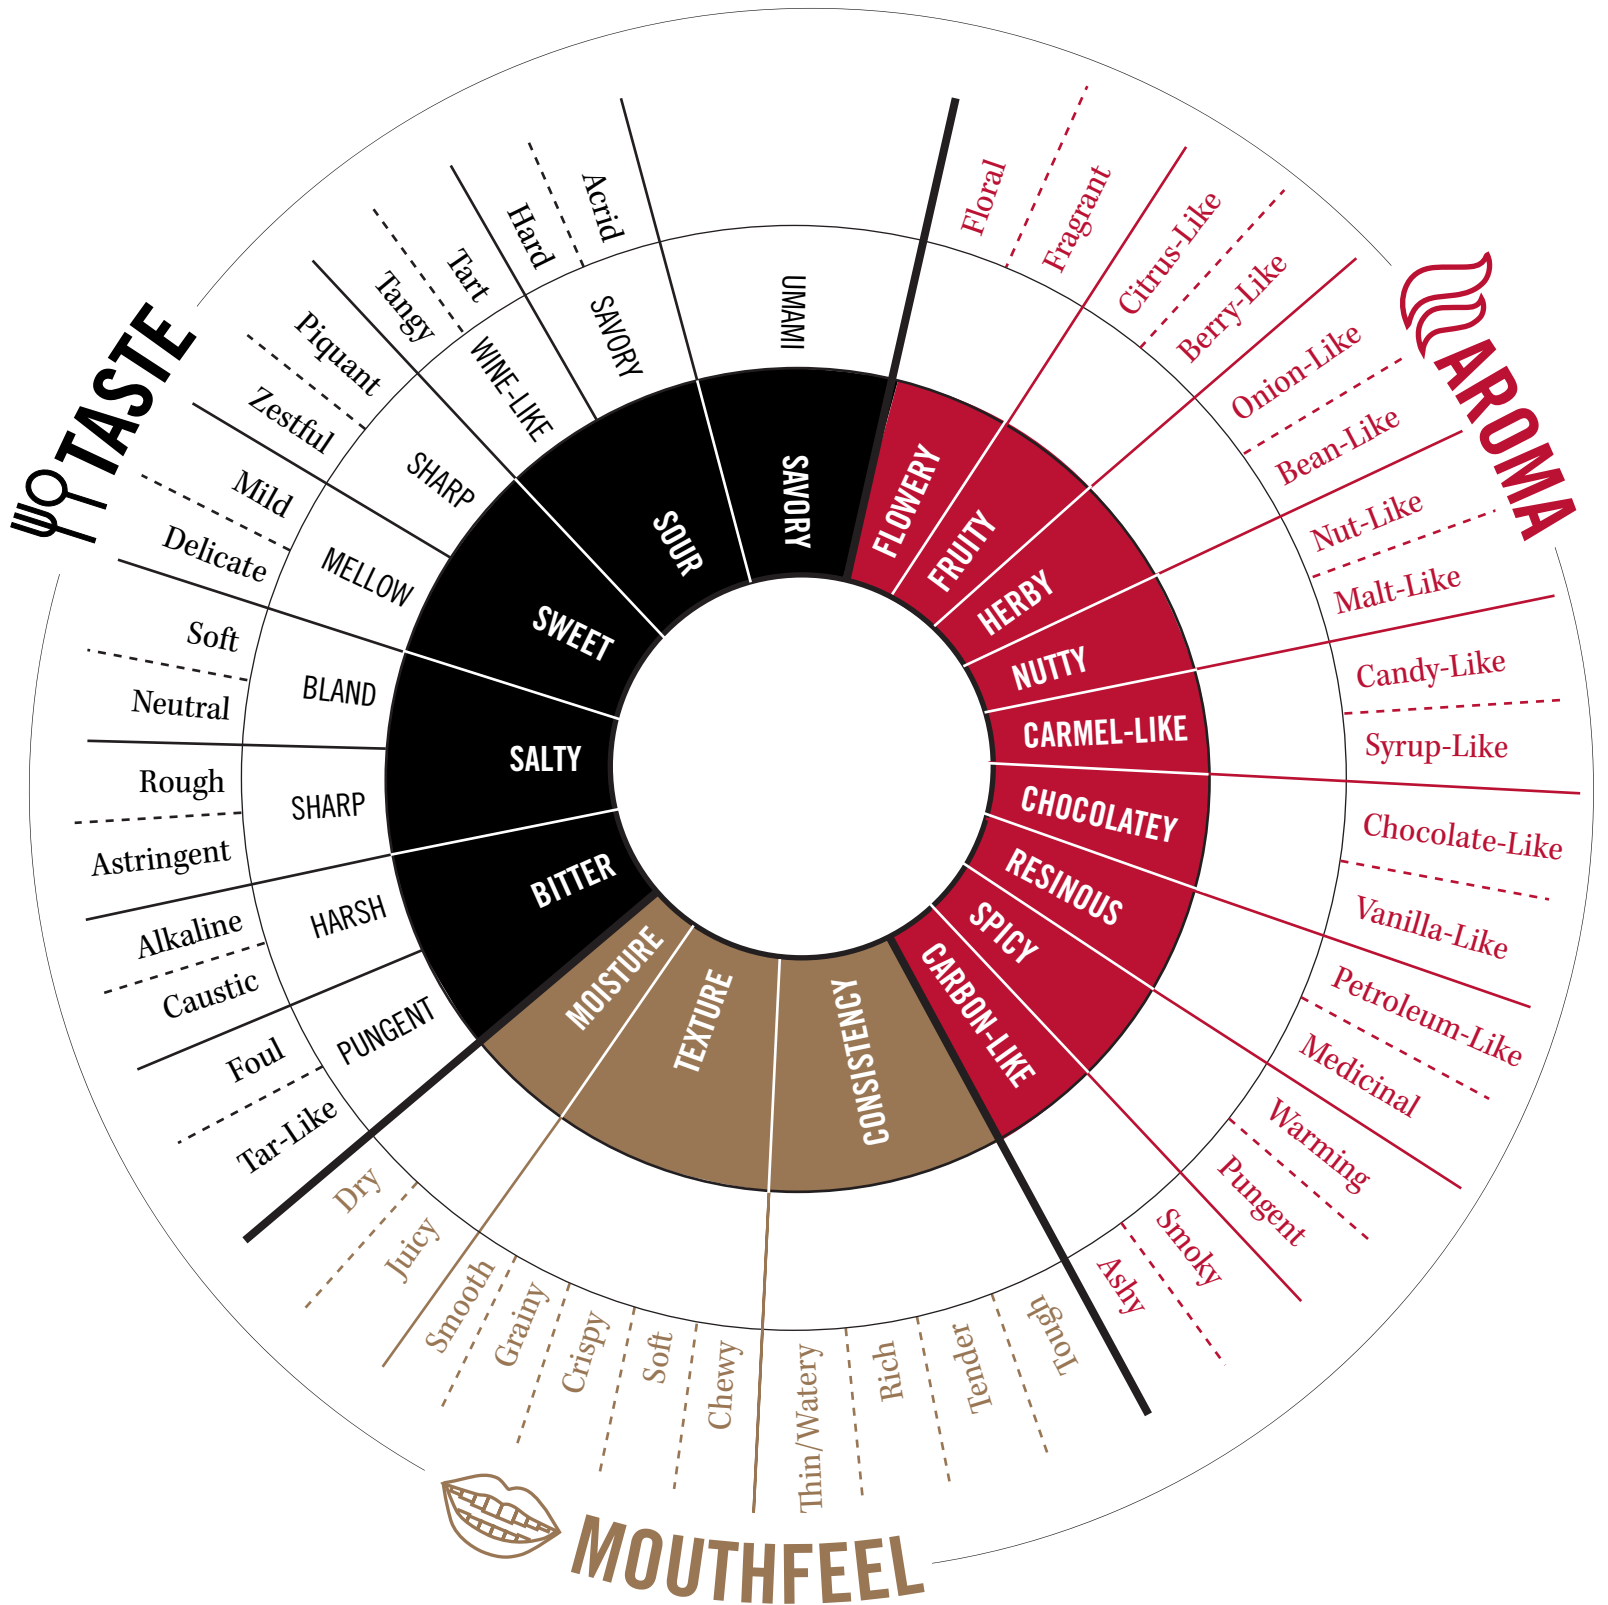 TASTE
SAVORY
UMAMI
SOUR
SAVORY
Acrid
Hard
WINE-LIKE
Tart
Tangy
SWEET
SHARP
Piquant
Zestful
MELLOW
Mild
Delicate
SALTY
BLAND
Soft
Neutral
SHARP
Rough
Astringent
BITTER
HARSH
Alkaline
Caustic
PUNGENT
Foul
Tar-Like
AROMA
FLOWERY
Floral
Fragrant
FRUITY
Citrus-Like
Berry-Like
HERBY
Onion-Like
Bean-Like
NUTTY
Nut-Like
Malt-Like
CARMEL-LIKE
Candy-Like
Syrup-Like
CHOCOLATEY
Chocolate-Like
Vanilla-Like
RESINOUS
Petroleum-Like
Medicinal
SPICY
Warming
Pungent
CARBON-LIKE
Smoky
Ashy
MOUTHFEEL
MOISTURE
Dry
Juicy
TEXTURE
Smooth
Grainy
Crispy
Soft
Chewy
CONSISTENCY
Thin/Watery
Rich
Tender
Tough